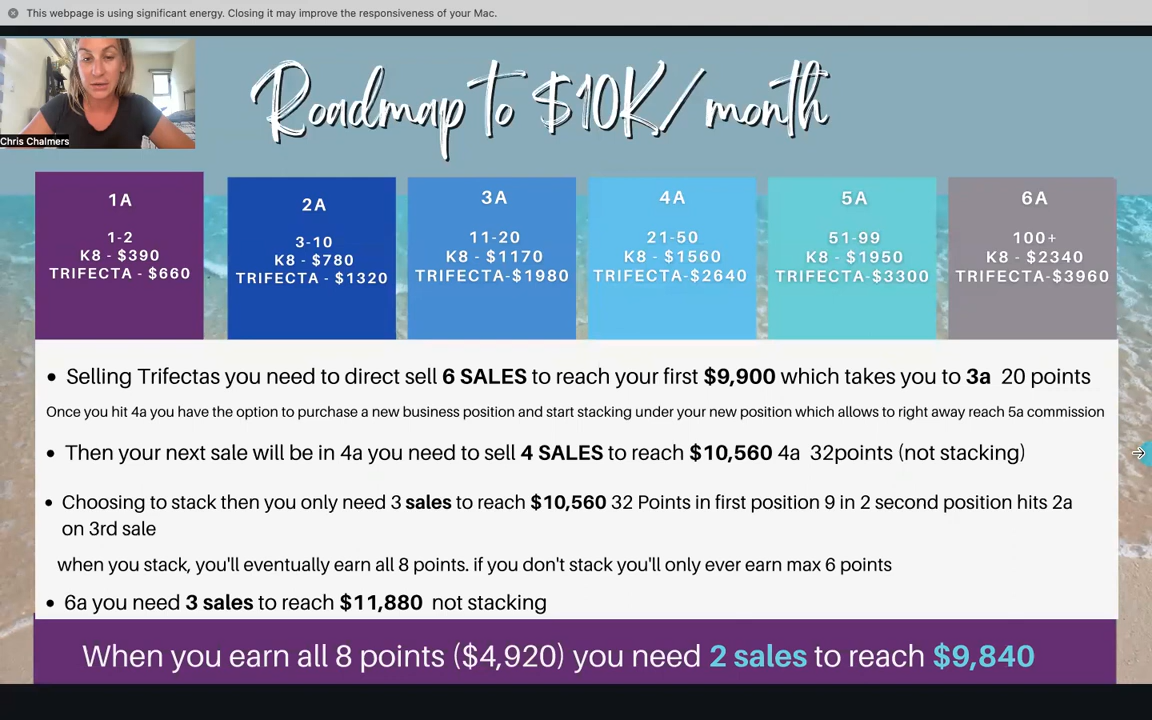 This webpage is using significant energy. Closing it may improve the responsiveness of your Mac.
Chris Chalmers
Roadmap to $10K/month
1A
1-2
K8 - $390
TRIFECTA - $660
2A
3-10
K8 - $780
TRIFECTA - $1320
3A
11-20
K8 - $1170
TRIFECTA-$1980
4A
21-50
K8 - $1560
TRIFECTA-$2640
5A
51-99
K8 - $1950
TRIFECTA-$3300
6A
100+
K8 - $2340
TRIFECTA-$3960
• Selling Trifectas you need to direct sell 6 SALES to reach your first $9,900 which takes you to 3a 20 points
Once you hit 4a you have the option to purchase a new business position and start stacking under your new position which allows to right away reach 5a commission
• Then your next sale will be in 4a you need to sell 4 SALES to reach $10,560 4a 32points (not stacking)
• Choosing to stack then you only need 3 sales to reach $10,560 32 Points in first position 9 in 2 second position hits 2a
on 3rd sale
when you stack, you'll eventually earn all 8 points. if you don't stack you'll only ever earn max 6 points
• 6a you need 3 sales to reach $11,880 not stacking
When you earn all 8 points ($4,920) you need 2 sales to reach $9,840